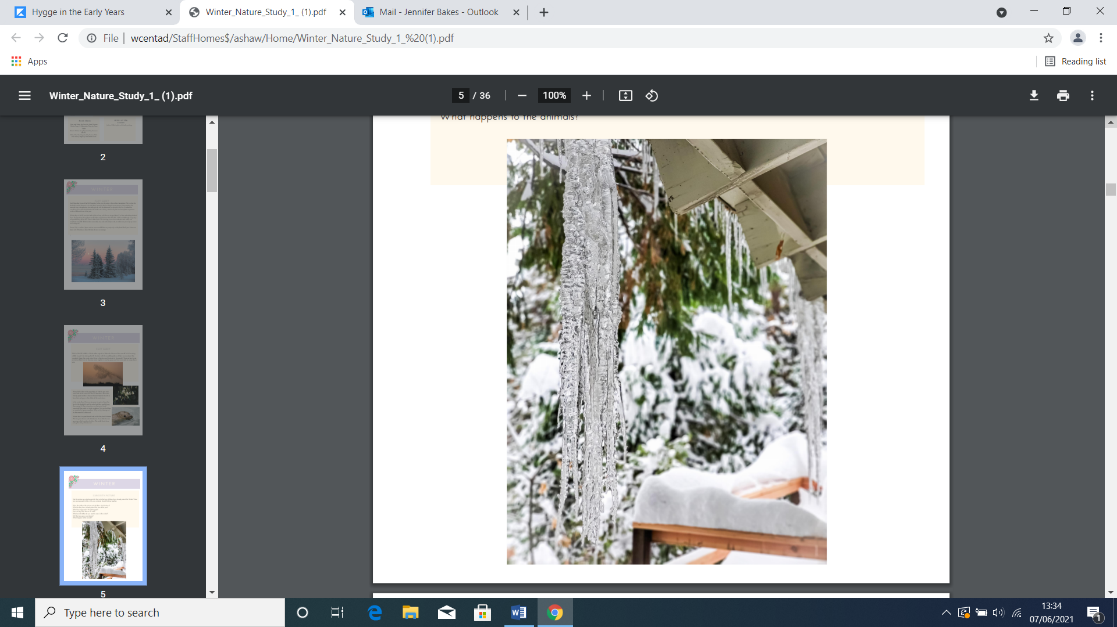 Hygge in the Early Years
Winter_Nature_Study_1_ (1).pdf
Mail - Jennifer Bakes - Outlook
File | wcentad/StaffHomes$/ashaw/Home/Winter_Nature_Study_1_%20(1).pdf
Apps
Reading list
Winter_Nature_Study_1_ (1).pdf
5 / 36
100%
What happens to the animals?
2
3
4
5
Type here to search
13:34
07/06/2021
1